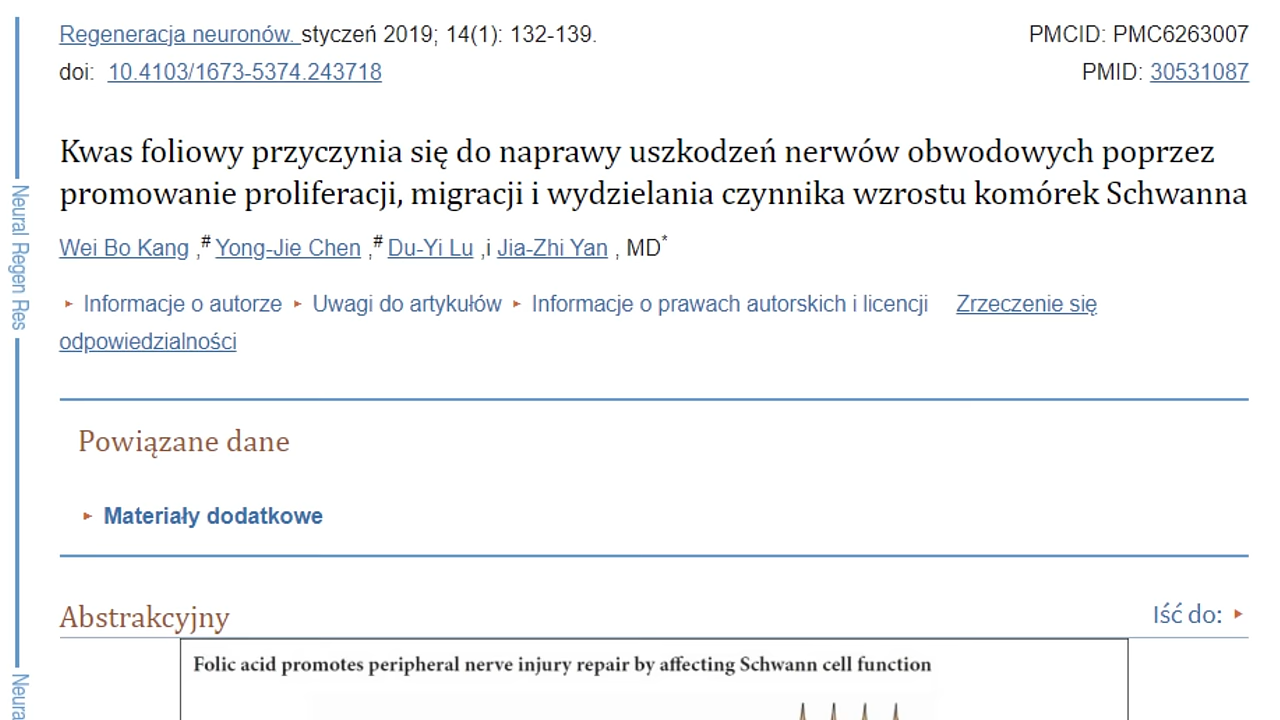 Regeneracja neuronów. styczeń 2019; 14(1): 132-139.
PMCID: PMC6263007
doi: 10.4103/1673-5374.243718
PMID: 30531087
Kwas foliowy przyczynia się do naprawy uszkodzeń nerwów obwodowych poprzez
promowanie proliferacji, migracji i wydzielania czynnika wzrostu komórek Schwanna
Wei Bo Kang ,# Yong-Jie Chen ,# Du-Yi Lu ,i Jia-Zhi Yan , MD*
▸ Informacje o autorze ▸ Uwagi do artykułów ▸ Informacje o prawach autorskich i licencji Zrzeczenie się
odpowiedzialności
Powiązane dane
▸ Materiały dodatkowe
Abstrakcyjny
Iść do: ▸
Folic acid promotes peripheral nerve injury repair by affecting Schwann cell function
Neural Regen Res
Neura